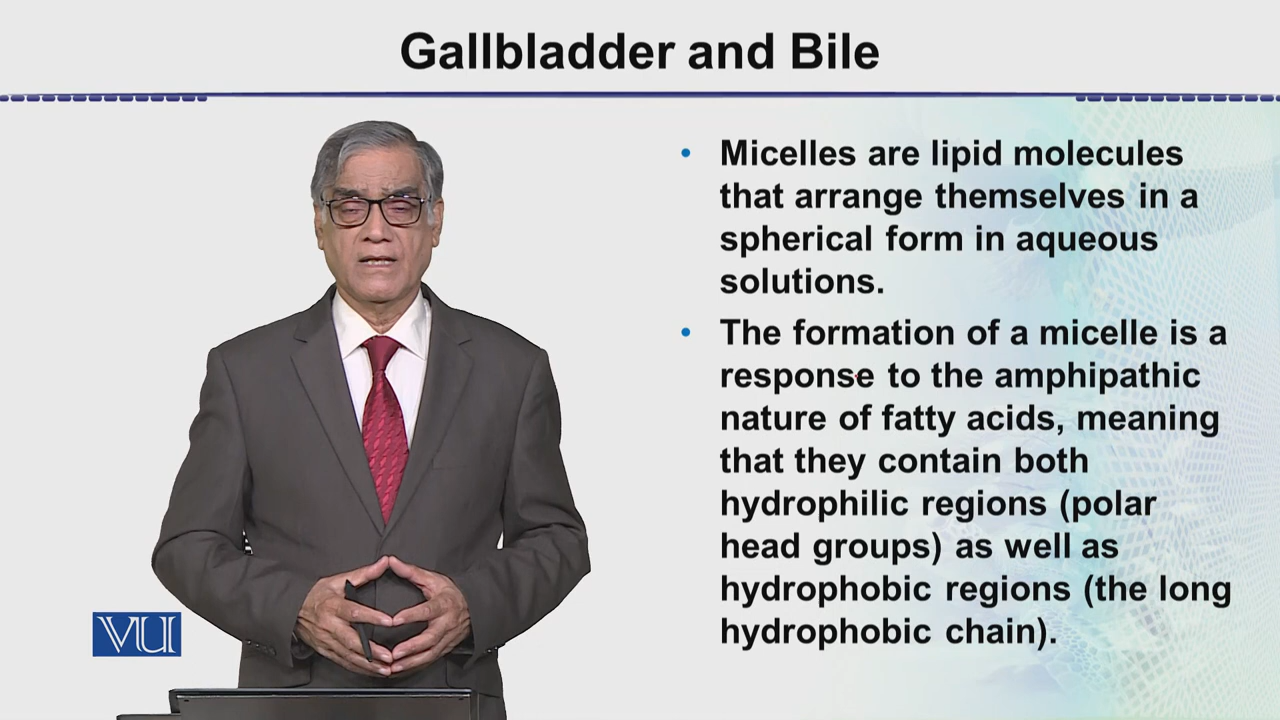 Gallbladder and Bile
• Micelles are lipid molecules
that arrange themselves in a
spherical form in aqueous
solutions.
• The formation of a micelle is a
response to the amphipathic
nature of fatty acids, meaning
that they contain both
hydrophilic regions (polar
head groups) as well as
hydrophobic regions (the long
hydrophobic chain).
VU